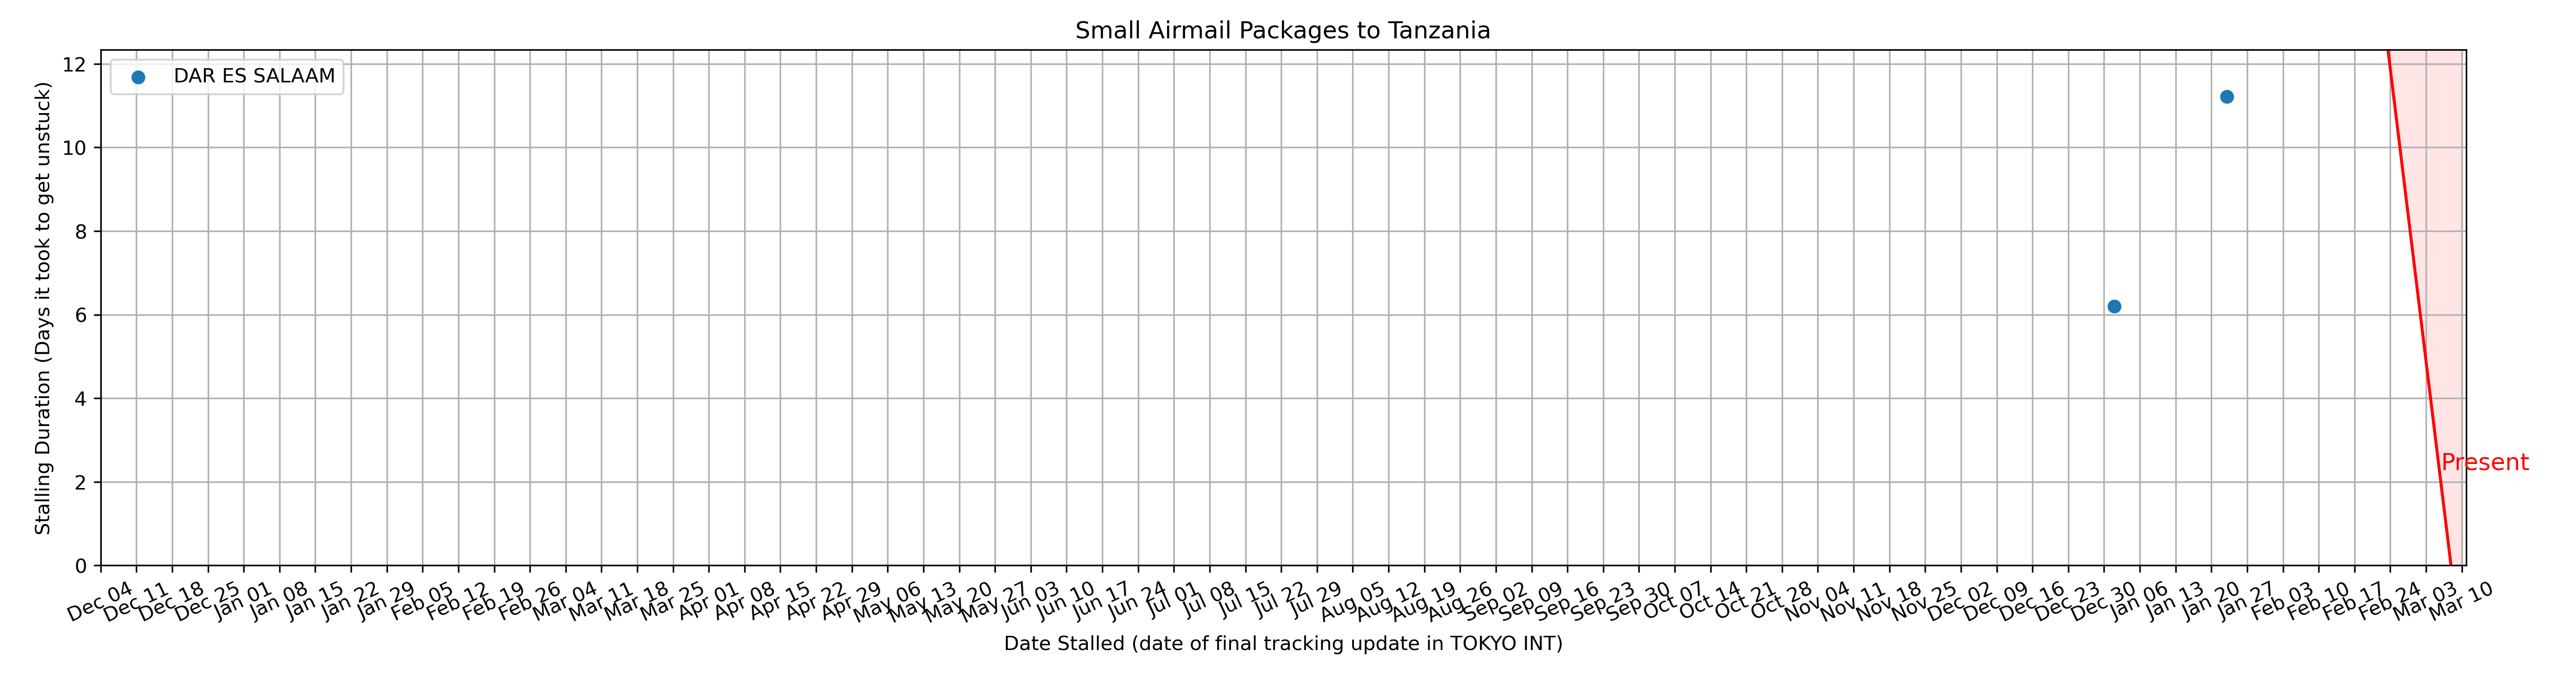 Small Airmail Packages to Tanzania
DAR ES SALAAM
Stalling Duration (Days it took to get unstuck)
12
10
8
6
4
2
0
Present
Dec 04
Dec 11
Dec 18
Dec 25
Jan 01
Jan 08
Jan 15
Jan 22
Jan 29
Feb 05
Feb 12
Feb 19
Feb 26
Mar 04
Mar 11
Mar 18
Mar 25
Apr 01
Apr 08
Apr 15
Apr 22
Apr 29
May 06
May 13
May 20
May 27
Jun 03
Jun 10
Jun 17
Jun 24
Jul 01
Jul 08
Jul 15
Jul 22
Jul 29
Aug 05
Aug 12
Aug 19
Aug 26
Sep 02
Sep 09
Sep 16
Sep 23
Sep 30
Oct 07
Oct 14
Oct 21
Oct 28
Nov 04
Nov 11
Nov 18
Nov 25
Dec 02
Dec 09
Dec 16
Dec 23
Dec 30
Jan 06
Jan 13
Jan 20
Jan 27
Feb 03
Feb 10
Feb 17
Feb 24
Mar 03
Mar 10
Date Stalled (date of final tracking update in TOKYO INT)